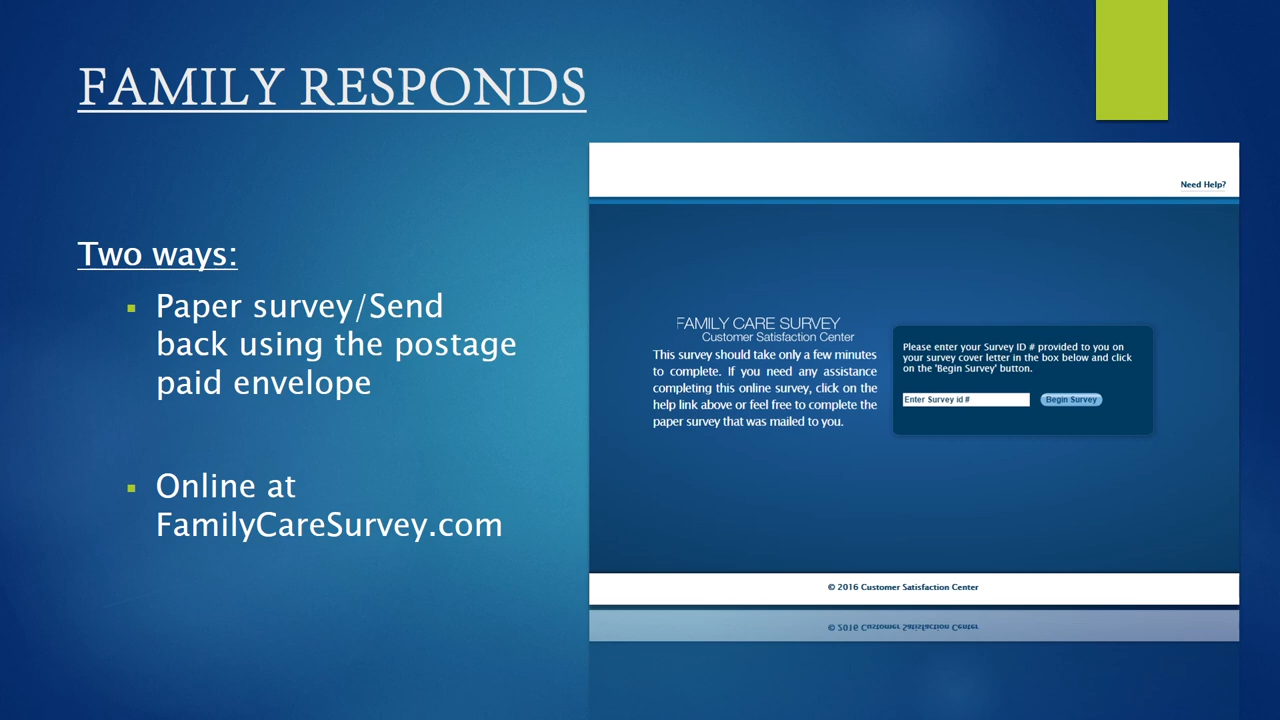 FAMILY RESPONDS
Two ways:
Paper survey/Send
back using the postage
paid envelope
Online at
FamilyCareSurvey.com
Need Help?
FAMILY CARE SURVEY
Customer Satisfaction Center
This survey should take only a few minutes
to complete. If you need any assistance
completing this online survey, click on the
help link above or feel free to complete the
paper survey that was mailed to you.
Please enter your Survey ID # provided to you on
your survey cover letter in the box below and click
on the 'Begin Survey' button.
Enter Survey id #
Begin Survey
© 2016 Customer Satisfaction Center
© 2016 Customer Satisfaction Center